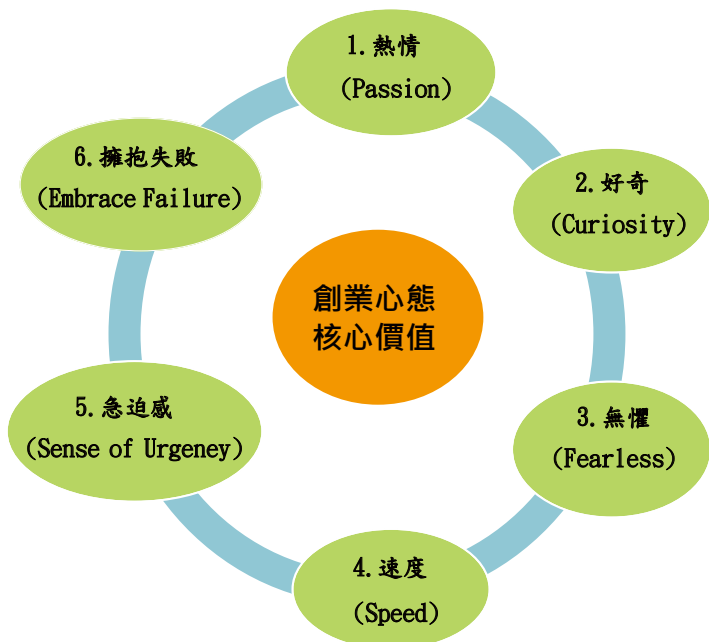 1.熱情
(Passion)
2.好奇
(Curiosity)
3.無懼
(Fearless)
4.速度
(Speed)
5.急迫感
(Sense of Urgeney)
6.擁抱失敗
(Embrace Failure)
創業心態
核心價值